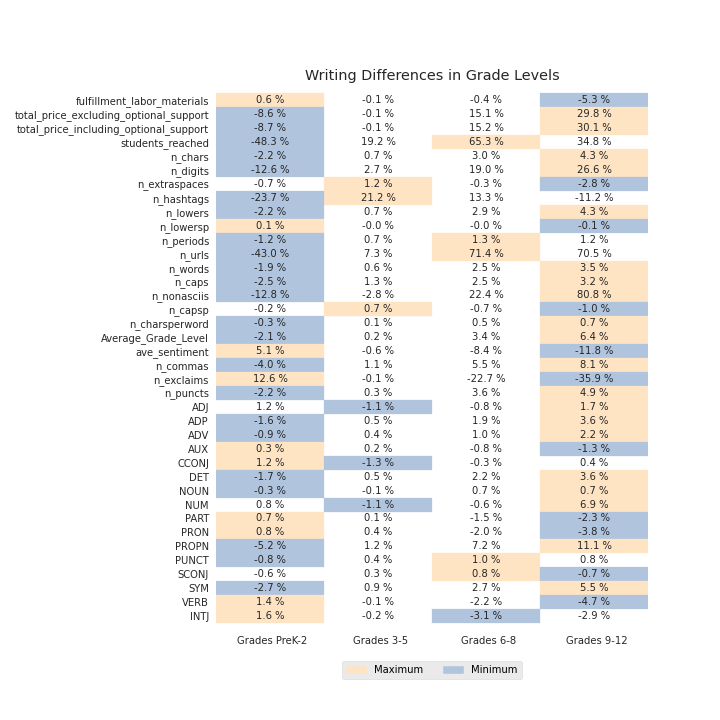 Writing Differences in Grade Levels
fulfillment_labor_materials 0.6 % -0.1 % -0.4 % -5.3 %
total_price_excluding_optional_support -8.6 % -0.1 % 15.1 % 29.8 %
total_price_including_optional_support -8.7 % -0.1 % 15.2 % 30.1 %
students_reached -48.3 % 19.2 % 65.3 % 34.8 %
n_chars -2.2 % 0.7 % 3.0 % 4.3 %
n_digits -12.6 % 2.7 % 19.0 % 26.6 %
n_extraspaces -0.7 % 1.2 % -0.3 % -2.8 %
n_hashtags -23.7 % 21.2 % 13.3 % -11.2 %
n_lowers -2.2 % 0.7 % 2.9 % 4.3 %
n_lowersp 0.1 % -0.0 % -0.0 % -0.1 %
n_periods -1.2 % 0.7 % 1.3 % 1.2 %
n_urls -43.0 % 7.3 % 71.4 % 70.5 %
n_words -1.9 % 0.6 % 2.5 % 3.5 %
n_caps -2.5 % 1.3 % 2.5 % 3.2 %
n_nonasciis -12.8 % -2.8 % 22.4 % 80.8 %
n_capsp -0.2 % 0.7 % -0.7 % -1.0 %
n_charsperword -0.3 % 0.1 % 0.5 % 0.7 %
Average_Grade_Level -2.1 % 0.2 % 3.4 % 6.4 %
ave_sentiment 5.1 % -0.6 % -8.4 % -11.8 %
n_commas -4.0 % 1.1 % 5.5 % 8.1 %
n_exclaims 12.6 % -0.1 % -22.7 % -35.9 %
n_puncts -2.2 % 0.3 % 3.6 % 4.9 %
ADJ 1.2 % -1.1 % -0.8 % 1.7 %
ADP -1.6 % 0.5 % 1.9 % 3.6 %
ADV -0.9 % 0.4 % 1.0 % 2.2 %
AUX 0.3 % 0.2 % -0.8 % -1.3 %
CCONJ 1.2 % -1.3 % -0.3 % 0.4 %
DET -1.7 % 0.5 % 2.2 % 3.6 %
NOUN -0.3 % -0.1 % 0.7 % 0.7 %
NUM 0.8 % -1.1 % -0.6 % 6.9 %
PART 0.7 % 0.1 % -1.5 % -2.3 %
PRON 0.8 % 0.4 % -2.0 % -3.8 %
PROPN -5.2 % 1.2 % 7.2 % 11.1 %
PUNCT -0.8 % 0.4 % 1.0 % 0.8 %
SCONJ -0.6 % 0.3 % 0.8 % -0.7 %
SYM -2.7 % 0.9 % 2.7 % 5.5 %
VERB 1.4 % -0.1 % -2.2 % -4.7 %
INTJ 1.6 % -0.2 % -3.1 % -2.9 %
Grades PreK-2 Grades 3-5 Grades 6-8 Grades 9-12
Maximum Minimum